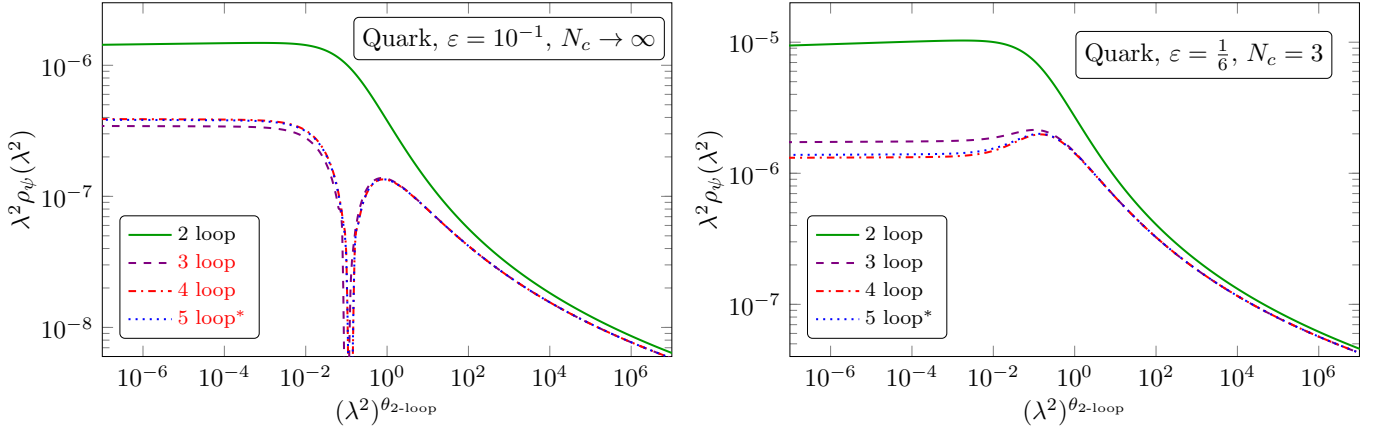 Quark, ε = 10⁻¹, N_c → ∞
λ²ρ_ψ(λ²)
10⁻⁶
10⁻⁷
10⁻⁸
2 loop
3 loop
4 loop
5 loop*
10⁻⁶ 10⁻⁴ 10⁻² 10⁰ 10² 10⁴ 10⁶
(λ²)^θ_2-loop
Quark, ε = 1/6, N_c = 3
λ²ρ_ψ(λ²)
10⁻⁵
10⁻⁶
10⁻⁷
2 loop
3 loop
4 loop
5 loop*
10⁻⁶ 10⁻⁴ 10⁻² 10⁰ 10² 10⁴ 10⁶
(λ²)^θ_2-loop